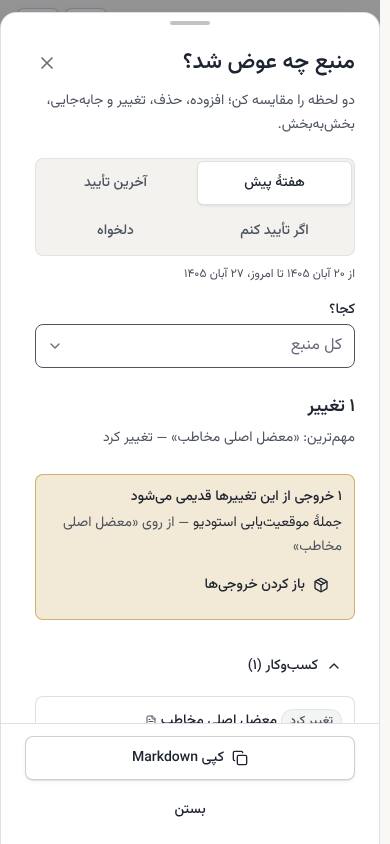 منبع چه عوض شد؟
دو لحظه را مقایسه کن؛ افزوده، حذف، تغییر و جابه‌جایی،
بخش‌به‌بخش.
هفتهٔ پیش
آخرین تأیید
اگر تأیید کنم
دلخواه
از ۲۰ آبان ۱۴۰۵ تا امروز، ۲۷ آبان ۱۴۰۵
کجا؟
کل منبع
۱ تغییر
مهم‌ترین: «معضل اصلی مخاطب» — تغییر کرد
۱ خروجی از این تغییرها قدیمی می‌شود
جملهٔ موقعیت‌یابی استودیو — از روی «معضل اصلی
مخاطب»
باز کردن خروجی‌ها
کسب‌وکار (۱)
تغییر کرد معضل اصلی مخاطب
کپی Markdown
بستن